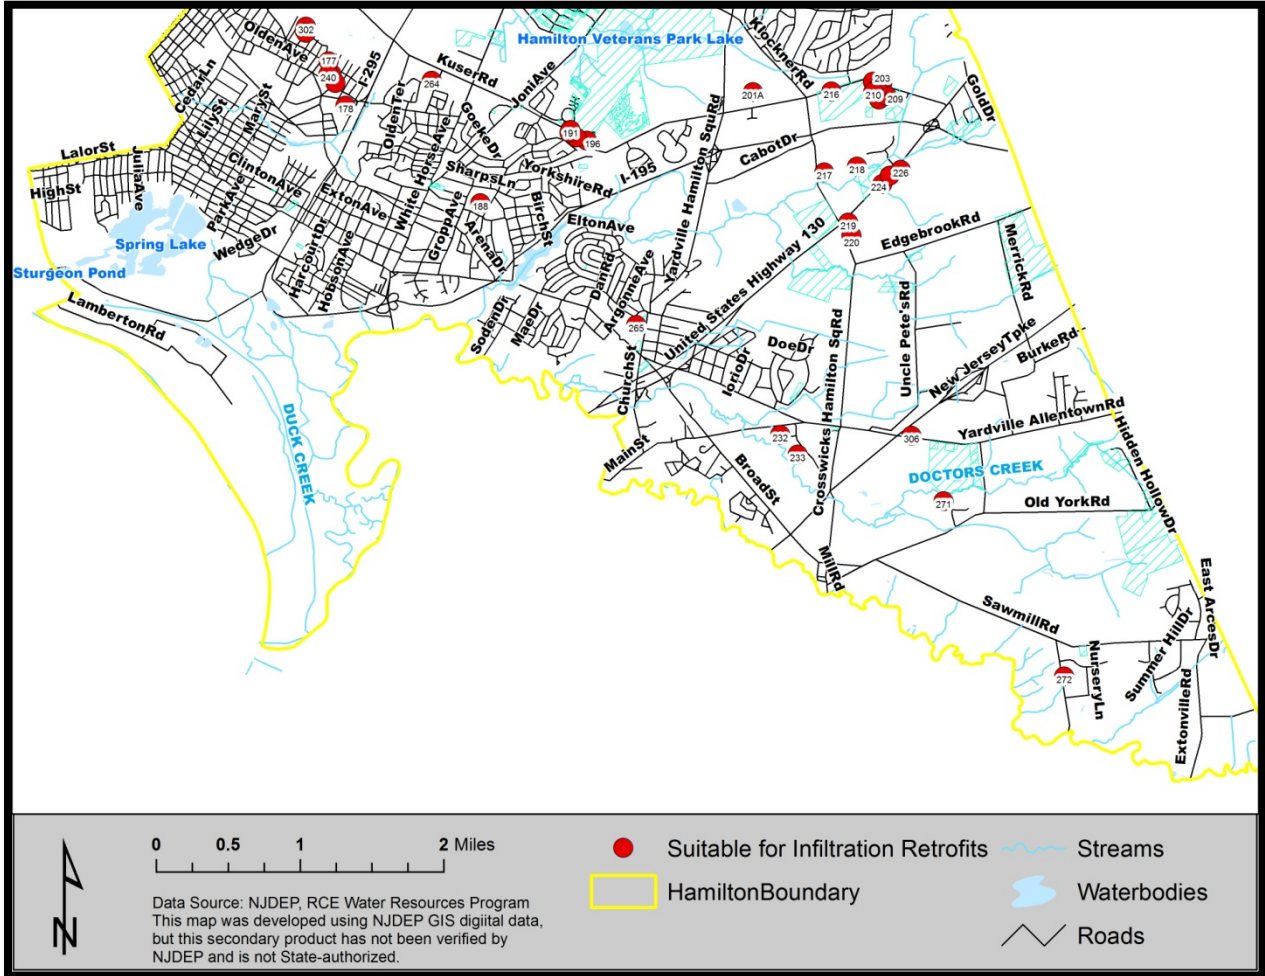 302
OldenAve
177
240
I-295
178
CedarLn
LilySt
MarySt
264
KuserRd
JoniAve
Hamilton Veterans Park Lake
KlocknerRd
201A
216
203
210
209
GoldDr
OldenTer
GoekeDr
191
196
LalorSt
HighSt
JuliaAve
ClintonAve
ParkAve
ExtonAve
White HorseAve
SharpsLn
YorkshireRd
I-195
Yardville Hamilton SquRd
CabotDr
217
218
226
224
188
GroppAve
BirchSt
EltonAve
219
220
EdgebrookRd
Spring Lake
WedgeDr
HarcourtDr
HobsonAve
ArenaDr
DanRd
ArgonneAve
United States Highway 130
MerrickRd
Sturgeon Pond
LambertonRd
SodenDr
MaeDr
265
ChurchSt
IorioDr
DoeDr
Crosswicks Hamilton SqRd
Uncle Pete'sRd
New JerseyTpke
BurkeRd
DUCK CREEK
MainSt
BroadSt
232
233
306
Yardville AllentownRd
DOCTORS CREEK
Hidden HollowDr
271
Old YorkRd
MillRd
SawmillRd
East ArcesDr
272
NurseryLn
Summer HillDr
ExtonvilleRd
N
0 0.5 1 2 Miles
Data Source: NJDEP, RCE Water Resources Program
This map was developed using NJDEP GIS digiital data,
but this secondary product has not been verified by
NJDEP and is not State-authorized.
Suitable for Infiltration Retrofits
HamiltonBoundary
Streams
Waterbodies
Roads